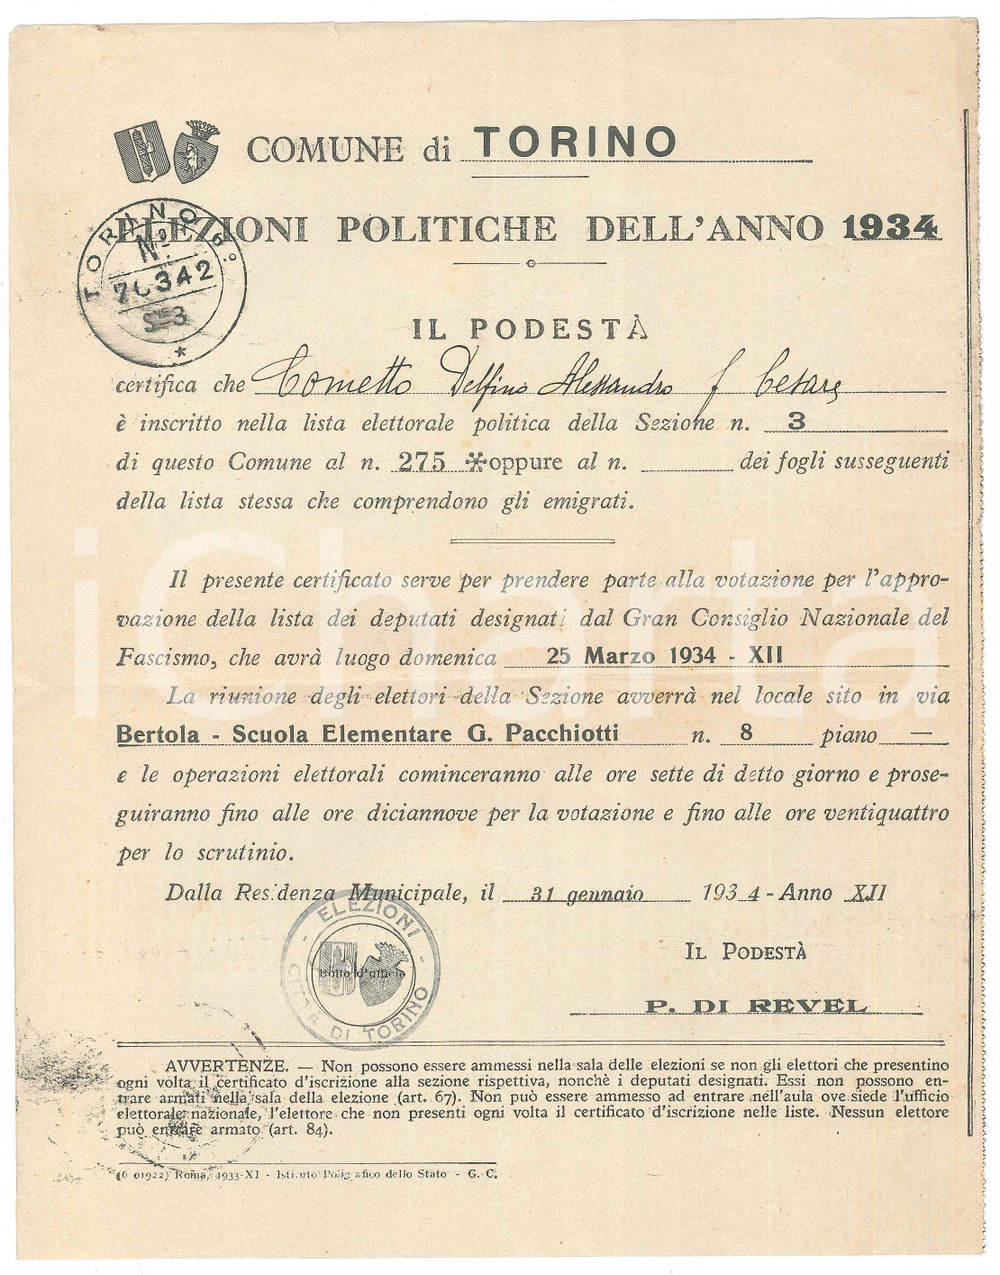 COMUNE di TORINO
ELEZIONI POLITICHE DELL'ANNO 1934
TORINO
No.
S.ne 3
IL PODESTÀ
certifica che Cometto Delfino Alessandro f Cesare
è inscritto nella lista elettorale politica della Sezione n. 3
di questo Comune al n. 275 oppure al n. dei fogli susseguenti
della lista stessa che comprendono gli emigrati.
Il presente certificato serve per prendere parte alla votazione per l'appro-
vazione della lista dei deputati designati dal Gran Consiglio Nazionale del
Fascismo, che avrà luogo domenica 25 Marzo 1934 - XII
La riunione degli elettori della Sezione avverrà nel locale sito in via
Bertola - Scuola Elementare G. Pacchiotti n. 8 piano —
e le operazioni elettorali cominceranno alle ore sette di detto giorno e prose-
guiranno fino alle ore diciannove per la votazione e fino alle ore ventiquattro
per lo scrutinio.
Dalla Residenza Municipale, il 31 gennaio 1934 - Anno XII
ELEZIONI
Bollo d'ufficio
CITTÀ DI TORINO
IL PODESTÀ
P. DI REVEL
AVVERTENZE. — Non possono essere ammessi nella sala delle elezioni se non gli elettori che presentino
ogni volta il certificato d'iscrizione alla sezione rispettiva, nonchè i deputati designati. Essi non possono en-
trare armati nella sala della elezione (art. 67). Non può essere ammesso ad entrare nell'aula ove siede l'ufficio
elettorale nazionale, l'elettore che non presenti ogni volta il certificato d'iscrizione nelle liste. Nessun elettore
può entrare armato (art. 84).
(6 01922) Roma, 1933-XI - Istituto Poligrafico dello Stato - G. C.
iCharta